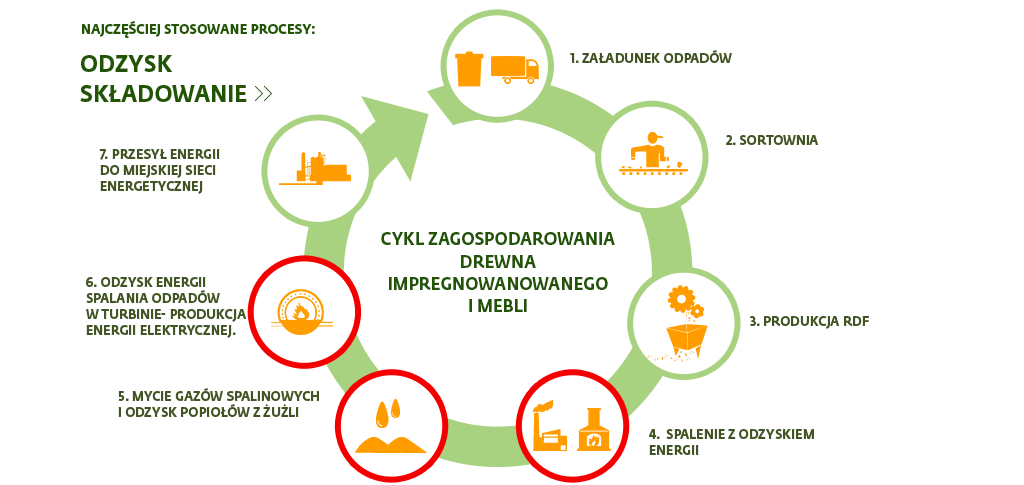 NAJCZĘŚCIEJ STOSOWANE PROCESY:
ODZYSK
SKŁADOWANIE
1. ZAŁADUNEK ODPADÓW
2. SORTOWNIA
3. PRODUKCJA RDF
4. SPALENIE Z ODZYSKIEM
ENERGII
5. MYCIE GAZÓW SPALINOWYCH
I ODZYSK POPIOŁÓW Z ŻUŻLI
6. ODZYSK ENERGII
SPALANIA ODPADÓW
W TURBINIE- PRODUKCJA
ENERGII ELEKTRYCZNEJ.
7. PRZESYŁ ENERGII
DO MIEJSKIEJ SIECI
ENERGETYCZNEJ
CYKL ZAGOSPODAROWANIA
DREWNA
IMPREGNOWANOWANEGO
I MEBLI